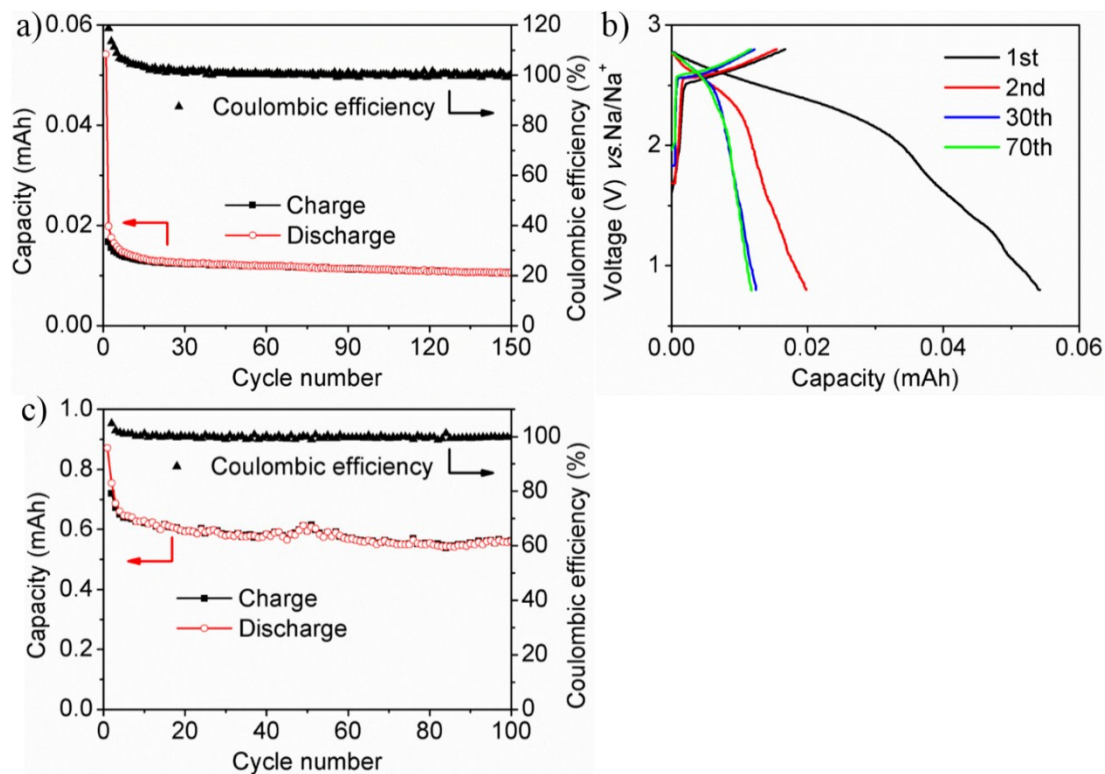 a)
0.06
0.04
0.02
0.00
Capacity (mAh)
120
100
80
60
40
20
0
Coulombic efficiency (%)
Coulombic efficiency
Charge
Discharge
0 30 60 90 120 150
Cycle number
b)
3
2
1
Voltage (V) vs.Na/Na⁺
1st
2nd
30th
70th
0.00 0.02 0.04 0.06
Capacity (mAh)
c)
1.0
0.8
0.6
0.4
0.2
0.0
Capacity (mAh)
100
80
60
40
20
0
Coulombic efficiency (%)
Coulombic efficiency
Charge
Discharge
0 20 40 60 80 100
Cycle number